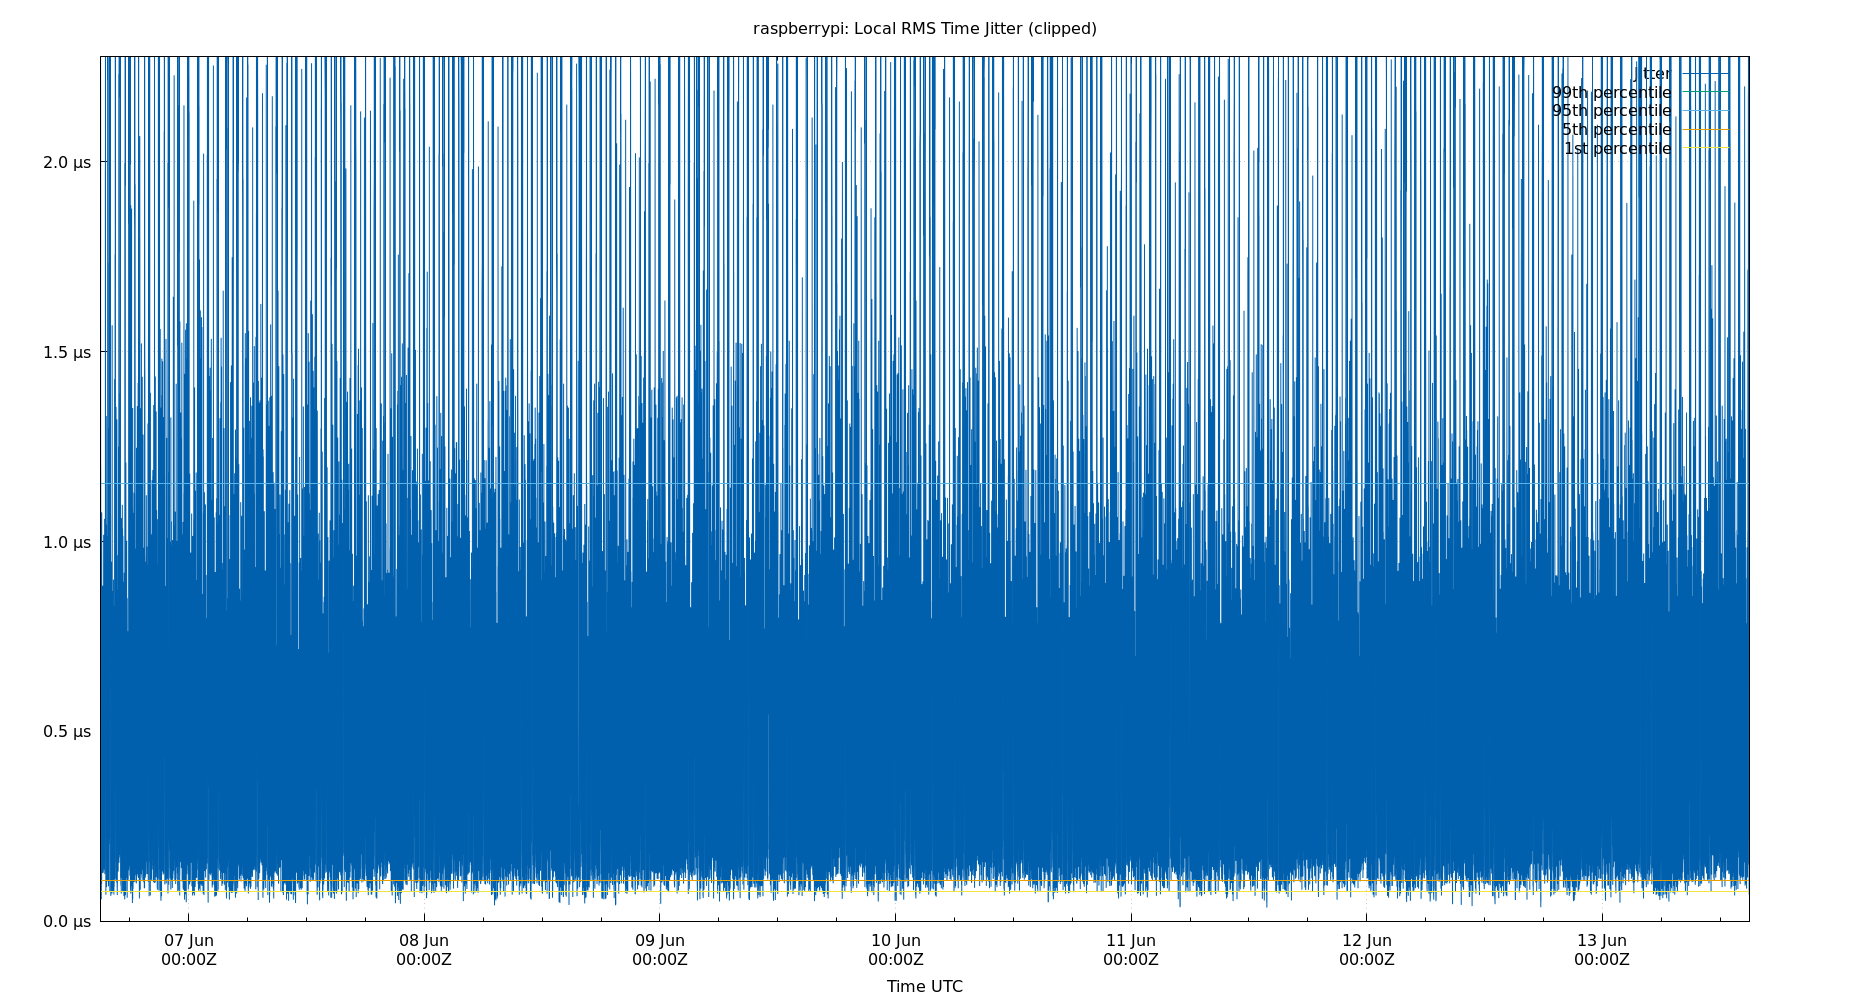 raspberrypi: Local RMS Time Jitter (clipped)
jitter
99th percentile
95th percentile
5th percentile
1st percentile
2.0 µs
1.5 µs
1.0 µs
0.5 µs
0.0 µs
07 Jun 08 Jun 09 Jun 10 Jun 11 Jun 12 Jun 13 Jun
00:00Z 00:00Z 00:00Z 00:00Z 00:00Z 00:00Z 00:00Z
Time UTC